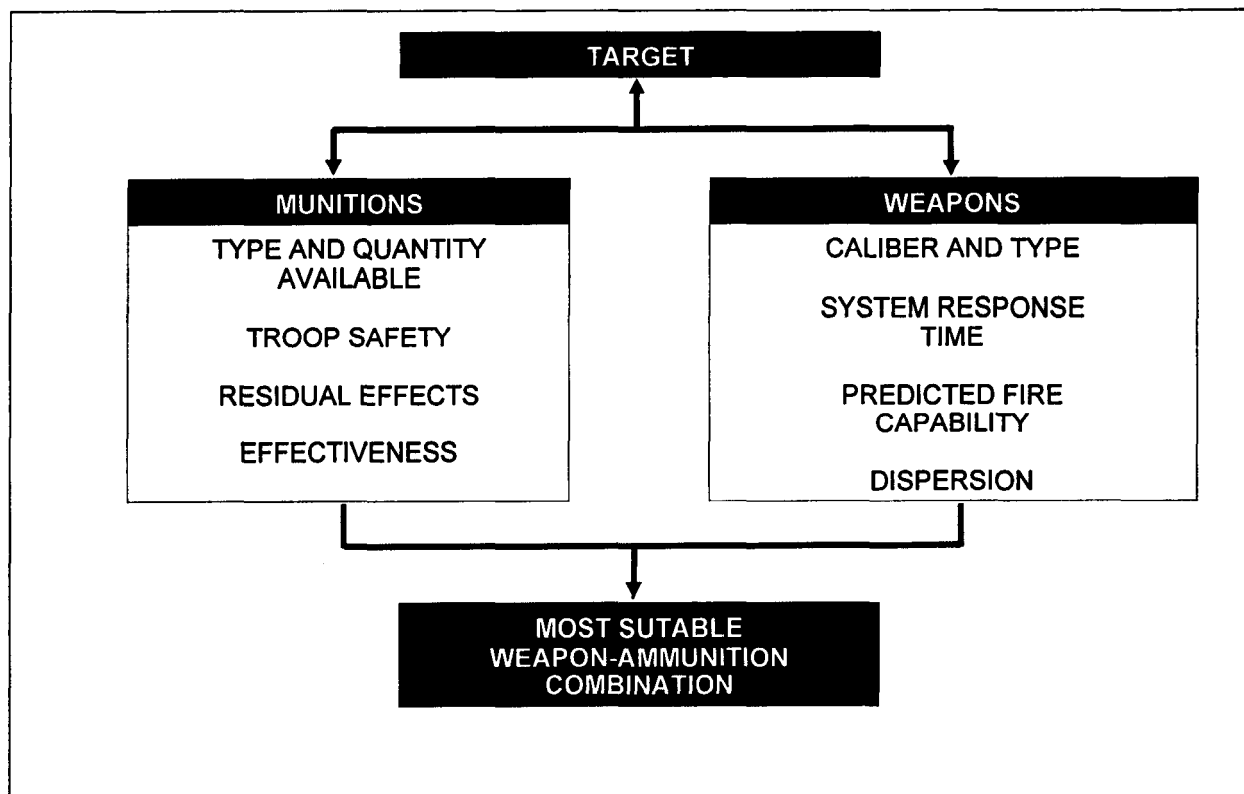 TARGET
MUNITIONS
TYPE AND QUANTITY
AVAILABLE
TROOP SAFETY
RESIDUAL EFFECTS
EFFECTIVENESS
WEAPONS
CALIBER AND TYPE
SYSTEM RESPONSE
TIME
PREDICTED FIRE
CAPABILITY
DISPERSION
MOST SUTABLE
WEAPON-AMMUNITION
COMBINATION